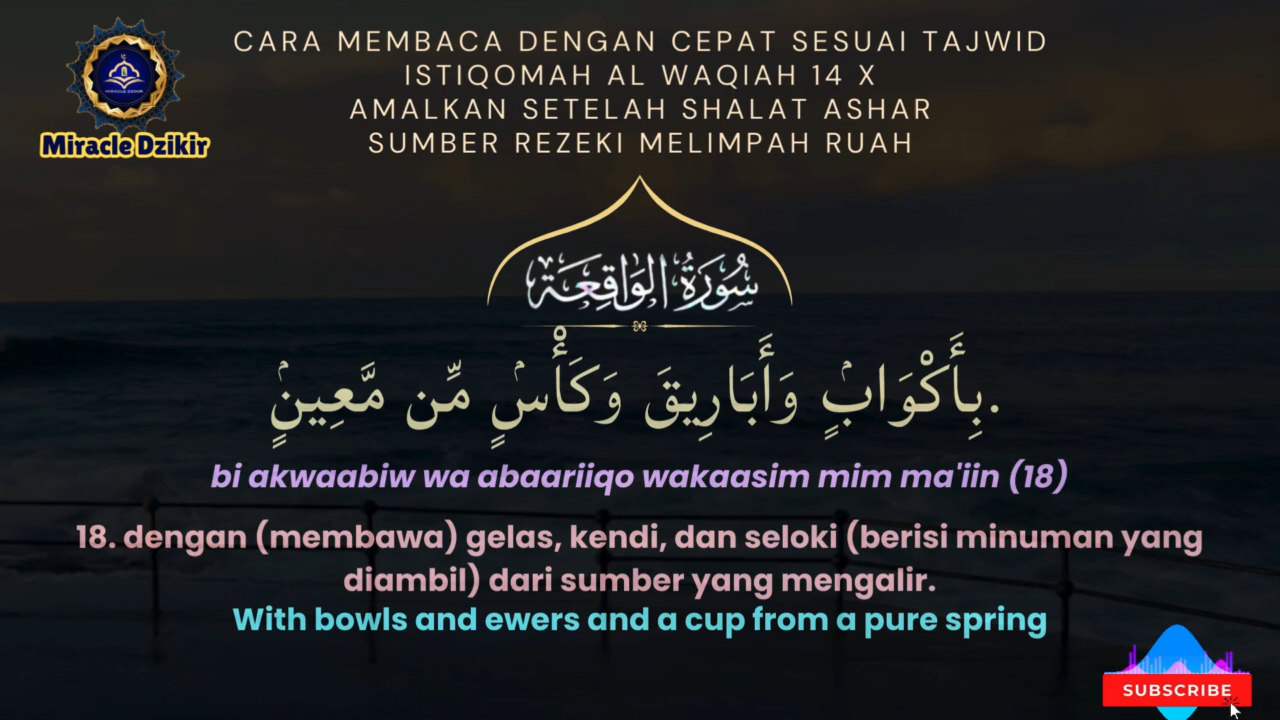 CARA MEMBACA DENGAN CEPAT SESUAI TAJWID
ISTIQOMAH AL WAQIAH 14 X
AMALKAN SETELAH SHALAT ASHAR
SUMBER REZEKI MELIMPAH RUAH
MIRACLE DZIKIR
Miracle Dzikir
سُورَةُ الوَاقِعَة
بِأَكْوَابٍۢ وَأَبَارِيقَ وَكَأْسٍۢ مِّن مَّعِينٍۢ.
bi akwaabiw wa abaariiqo wakaasim mim ma'iin (18)
18. dengan (membawa) gelas, kendi, dan seloki (berisi minuman yang
diambil) dari sumber yang mengalir.
With bowls and ewers and a cup from a pure spring
SUBSCRIBE